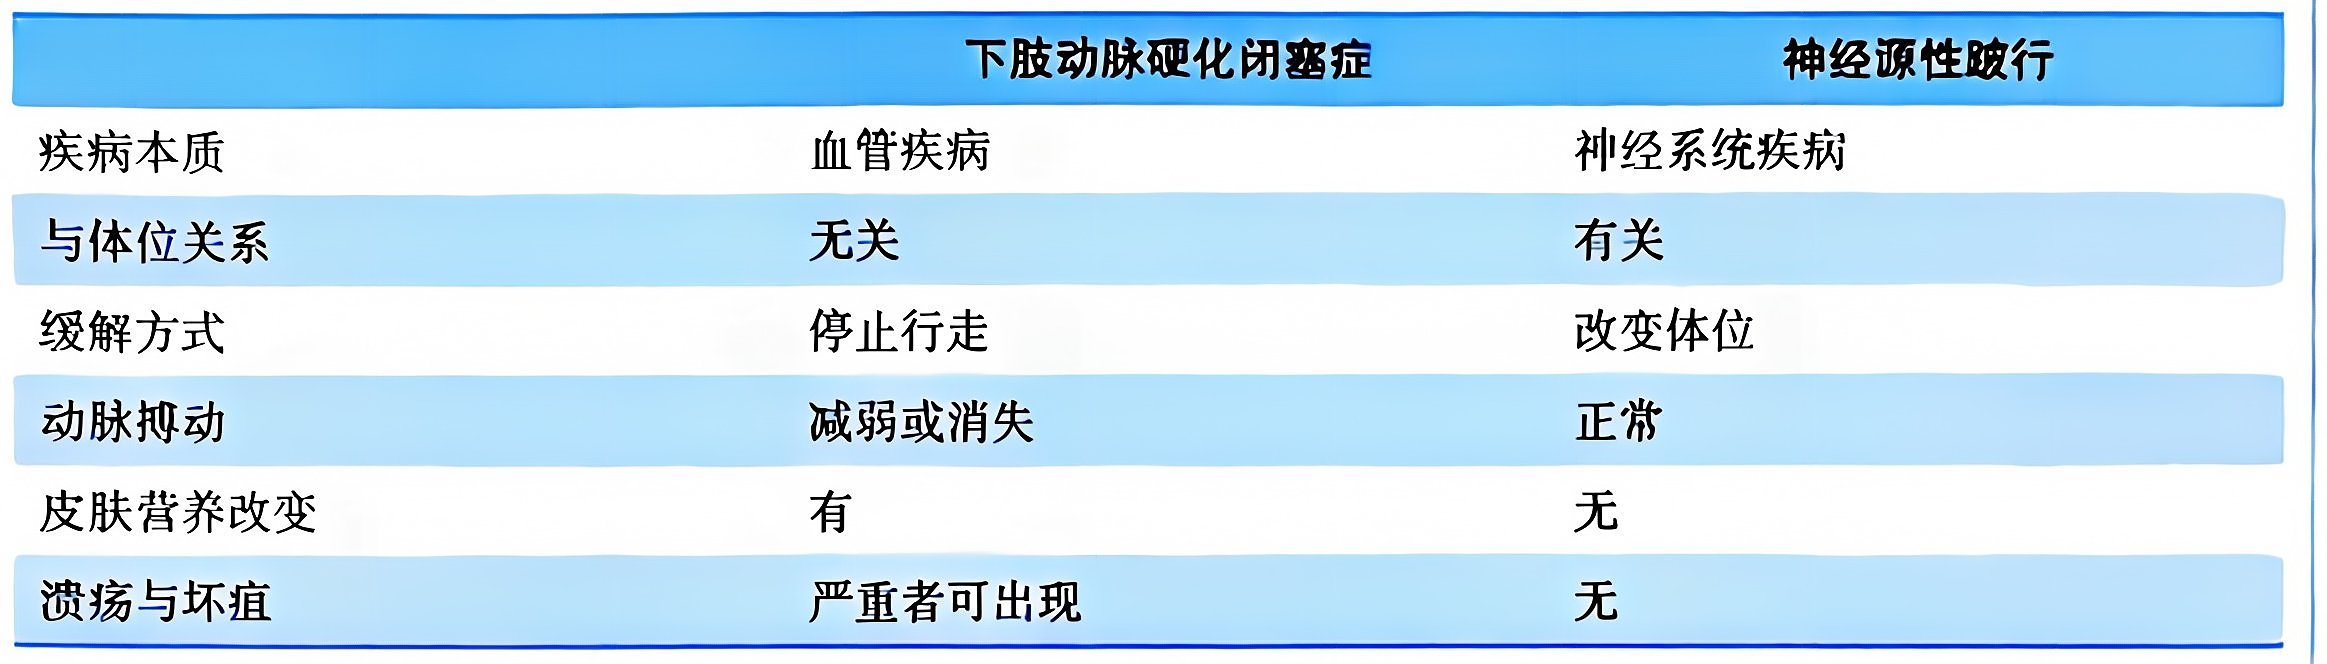 下肢动脉硬化闭塞症 神经源性跛行
疾病本质 血管疾病 神经系统疾病
与体位关系 无关 有关
缓解方式 停止行走 改变体位
动脉搏动 减弱或消失 正常
皮肤营养改变 有 无
溃疡与坏疽 严重者可出现 无